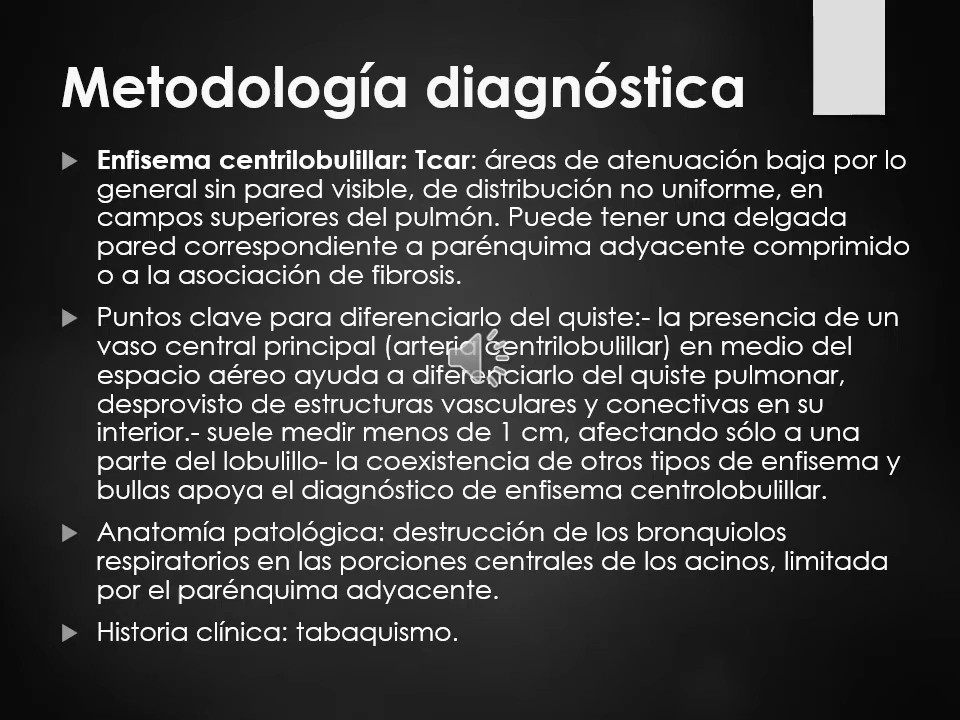 Metodología diagnóstica
Enfisema centrilobulillar: Tcar: áreas de atenuación baja por lo
general sin pared visible, de distribución no uniforme, en
campos superiores del pulmón. Puede tener una delgada
pared correspondiente a parénquima adyacente comprimido
o a la asociación de fibrosis.
Puntos clave para diferenciarlo del quiste:- la presencia de un
vaso central principal (arteria centrilobulillar) en medio del
espacio aéreo ayuda a diferenciarlo del quiste pulmonar,
desprovisto de estructuras vasculares y conectivas en su
interior.- suele medir menos de 1 cm, afectando sólo a una
parte del lobulillo- la coexistencia de otros tipos de enfisema y
bullas apoya el diagnóstico de enfisema centrolobulillar.
Anatomía patológica: destrucción de los bronquiolos
respiratorios en las porciones centrales de los acinos, limitada
por el parénquima adyacente.
Historia clínica: tabaquismo.